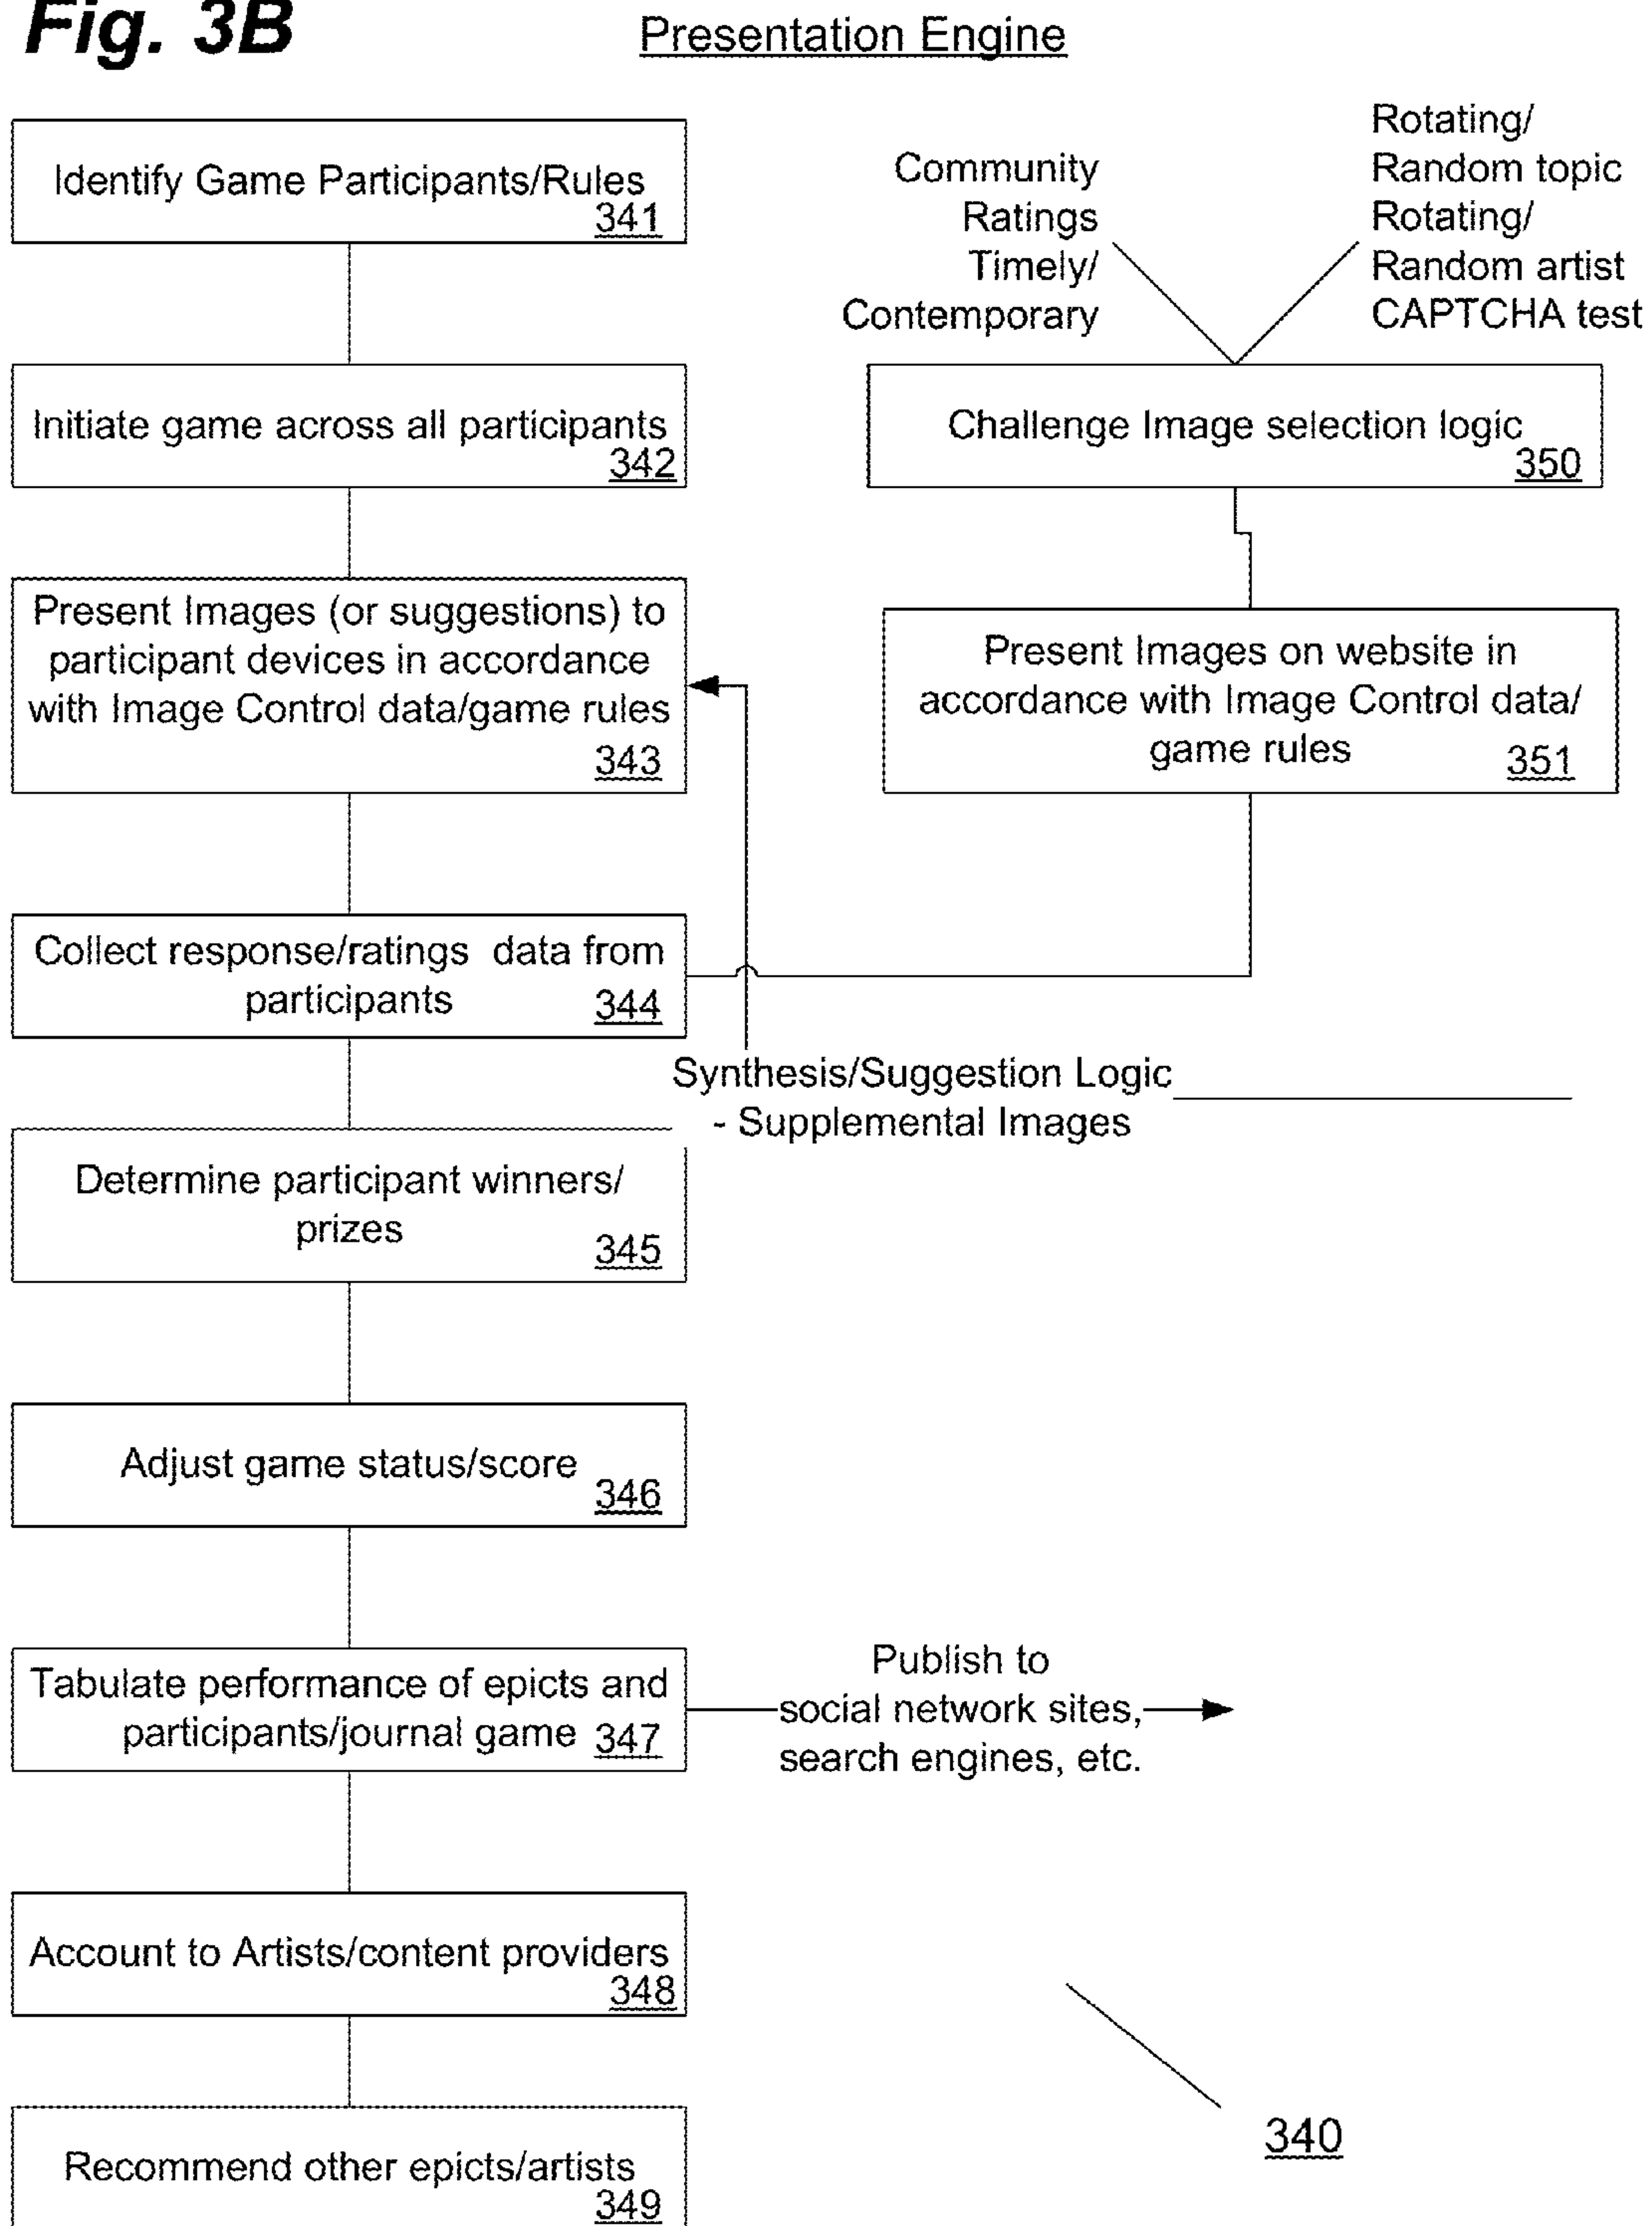 Fig. 3B
Presentation Engine
Identify Game Participants/Rules
341
Community
Ratings
Timely/
Contemporary
Rotating/
Random topic
Rotating/
Random artist
CAPTCHA test
Initiate game across all participants
342
Challenge Image selection logic
350
Present Images (or suggestions) to
participant devices in accordance
with Image Control data/game rules
343
Present Images on website in
accordance with Image Control data/
game rules 351
Collect response/ratings data from
participants 344
Synthesis/Suggestion Logic
- Supplemental Images
Determine participant winners/
prizes
345
Adjust game status/score
346
Tabulate performance of epicts and
participants/journal game 347
Publish to
social network sites,
search engines, etc.
Account to Artists/content providers
348
Recommend other epicts/artists
349
340